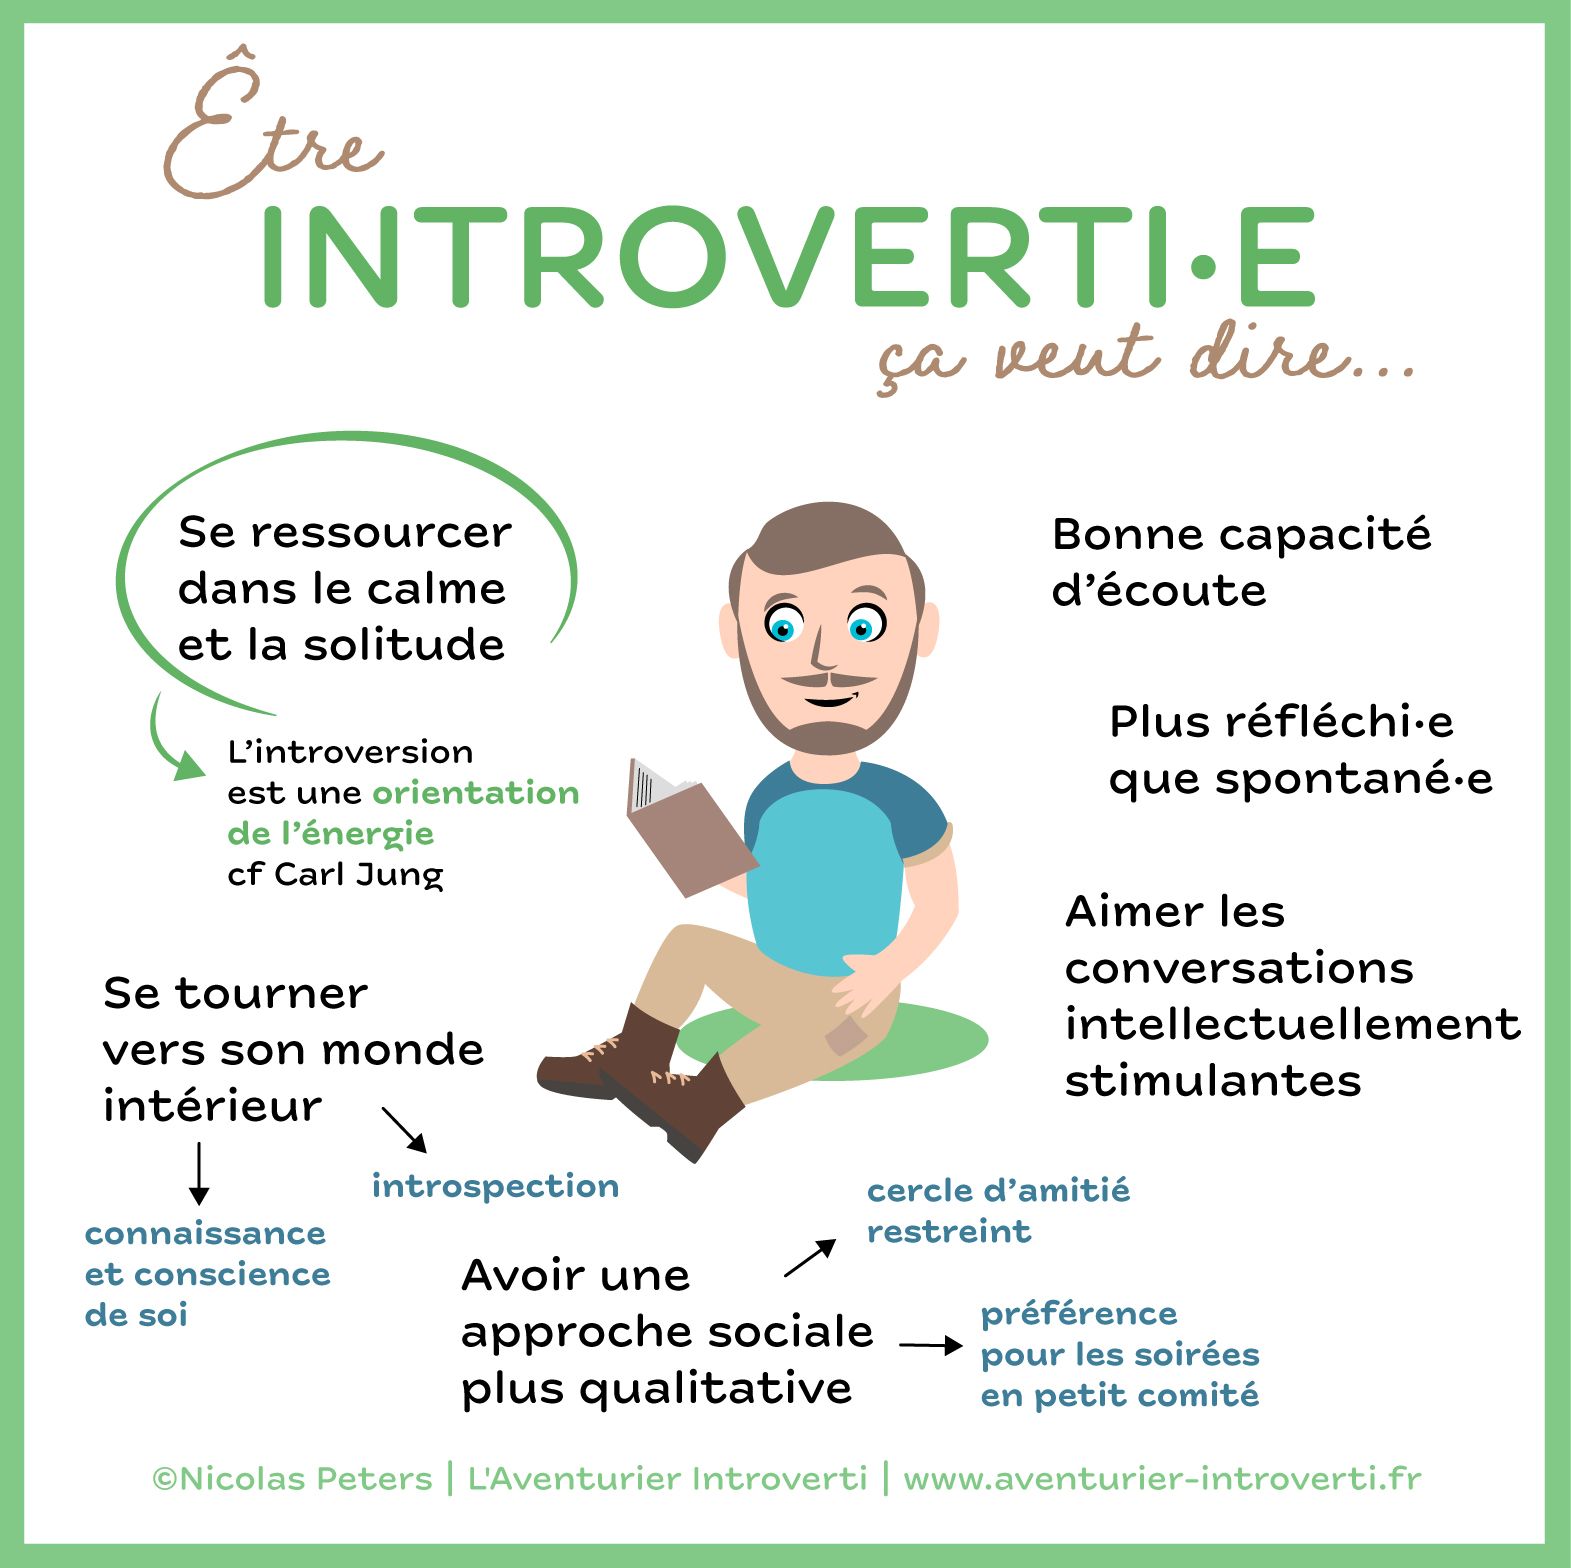 Être
INTROVERTI·E
ça veut dire...
Se ressourcer
dans le calme
et la solitude
L’introversion
est une orientation
de l’énergie
cf Carl Jung
Se tourner
vers son monde
intérieur
introspection
connaissance
et conscience
de soi
Bonne capacité
d’écoute
Plus réfléchi·e
que spontané·e
Aimer les
conversations
intellectuellement
stimulantes
Avoir une
approche sociale
plus qualitative
cercle d’amitié
restreint
préférence
pour les soirées
en petit comité
©Nicolas Peters | L'Aventurier Introverti | www.aventurier-introverti.fr